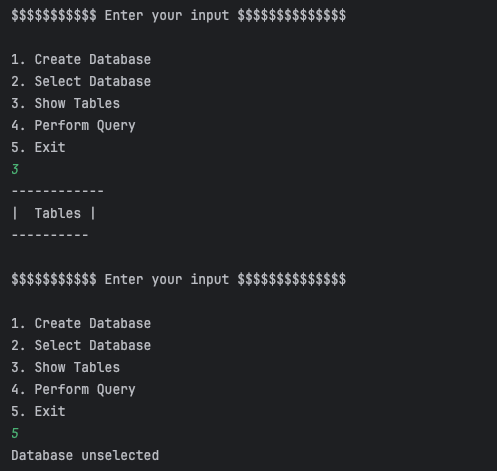 $$$$$$$$$$$ Enter your input $$$$$$$$$$$$$$
1. Create Database
2. Select Database
3. Show Tables
4. Perform Query
5. Exit
3
------------
|  Tables |
----------
$$$$$$$$$$$ Enter your input $$$$$$$$$$$$$$
1. Create Database
2. Select Database
3. Show Tables
4. Perform Query
5. Exit
5
Database unselected